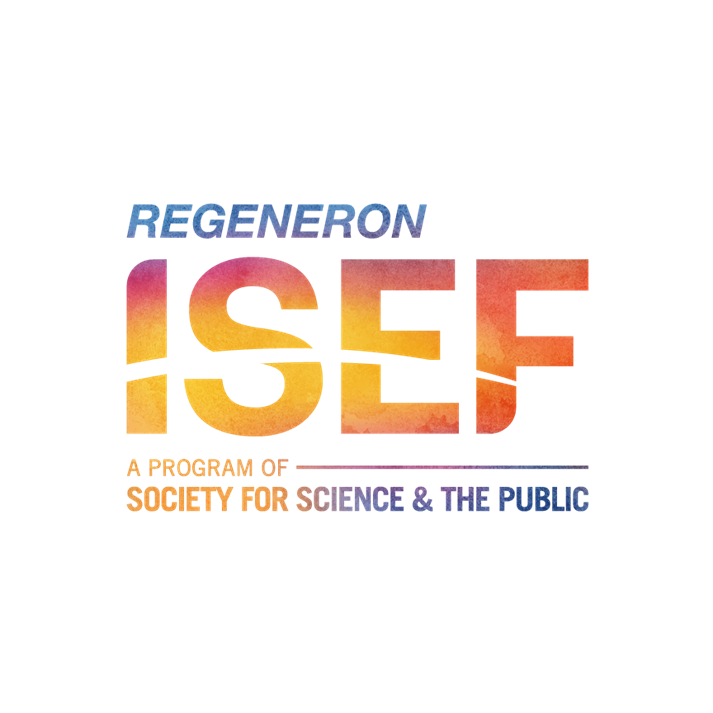 REGENERON
ISEF
A PROGRAM OF
SOCIETY FOR SCIENCE & THE PUBLIC